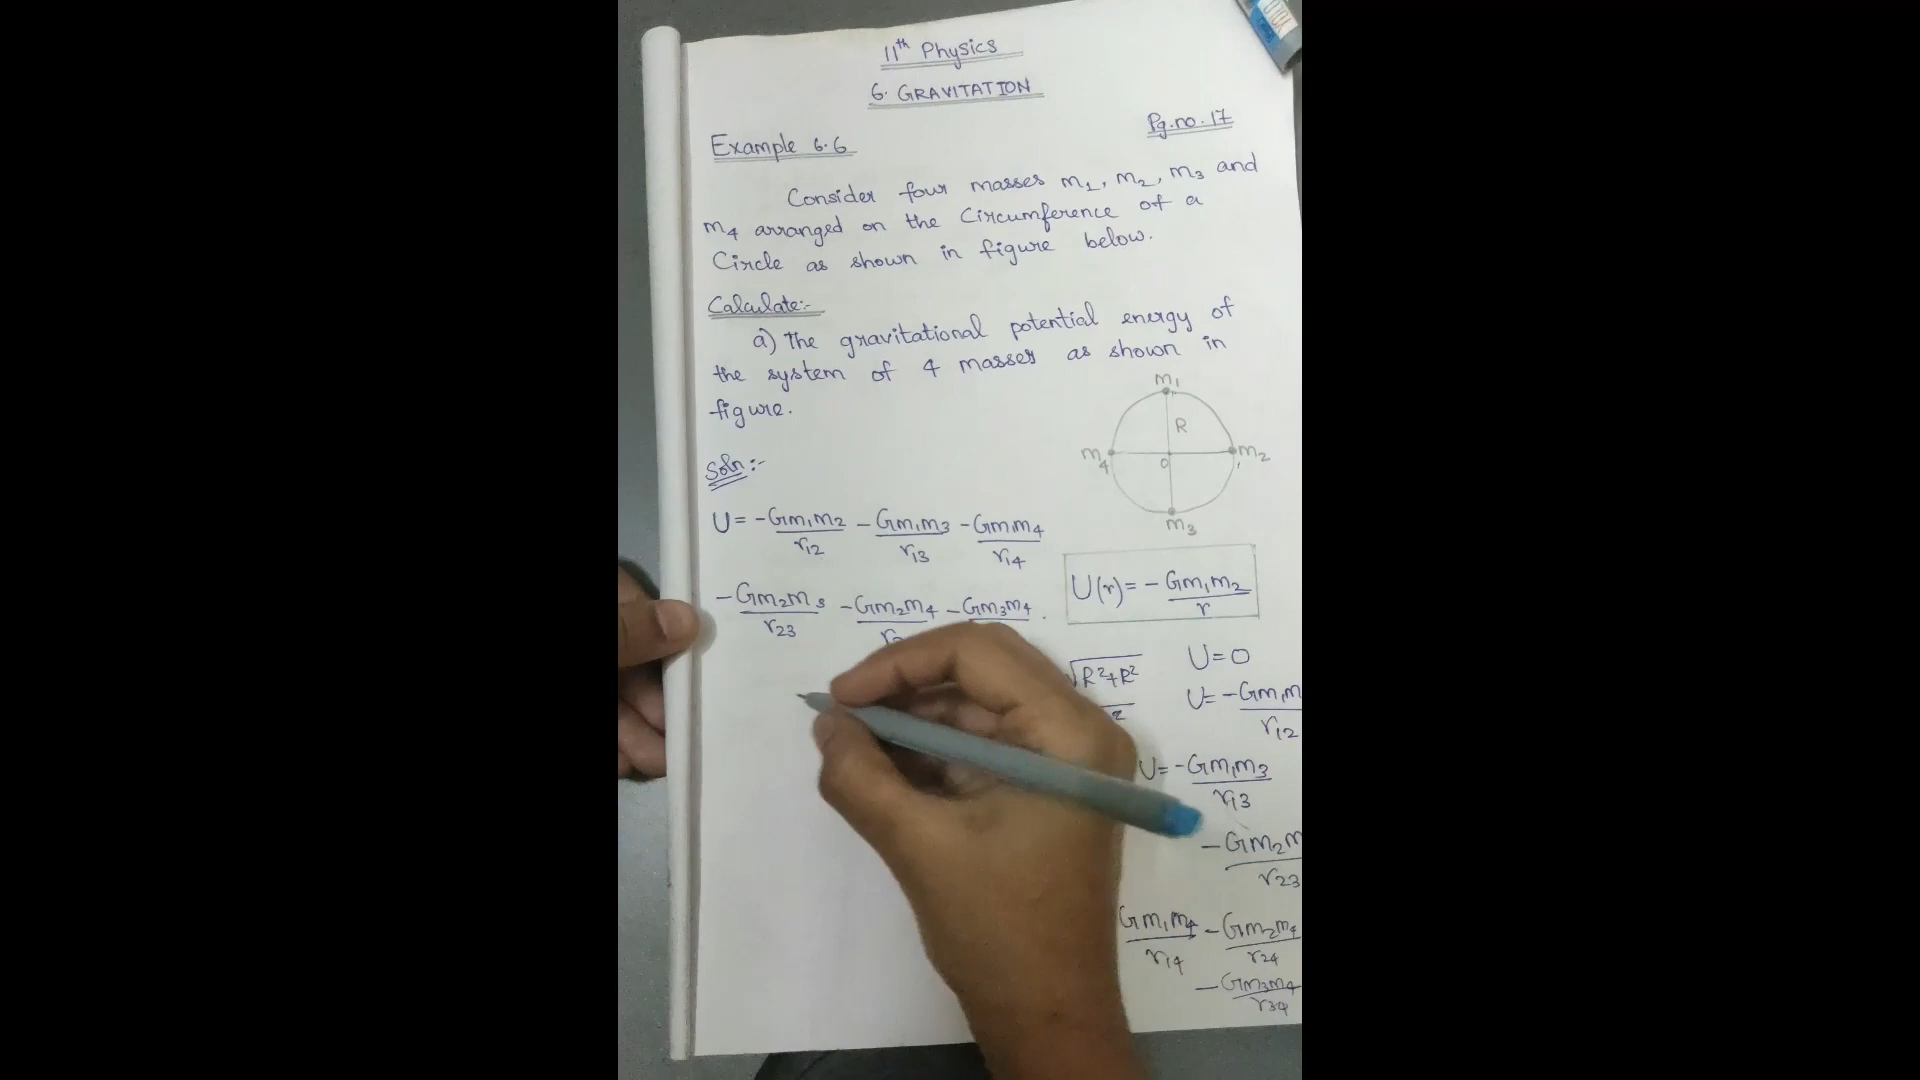 11th Physics
6. GRAVITATION
Pg.no.17
Example 6.6
Consider four masses m1, m2, m3 and
m4 arranged on the Circumference of a
Circle as shown in figure below.
Calculate:-
a) The gravitational potential energy of
the system of 4 masses as shown in
figure.
m1
R
m4
0
m2
m3
Soln:-
U = -Gm1m2/r12 - Gm1m3/r13 - Gm1m4/r14
-Gm2m3/r23 - Gm2m4 - Gm3m4
U(r) = - Gm1m2/r
√R²+R²
U=0
U= -Gm1m/r12
U= -Gm1m3/r13
- Gm2m/r23
Gm1m4/r14 - Gm2m4/r24
- Gm3m4/r34